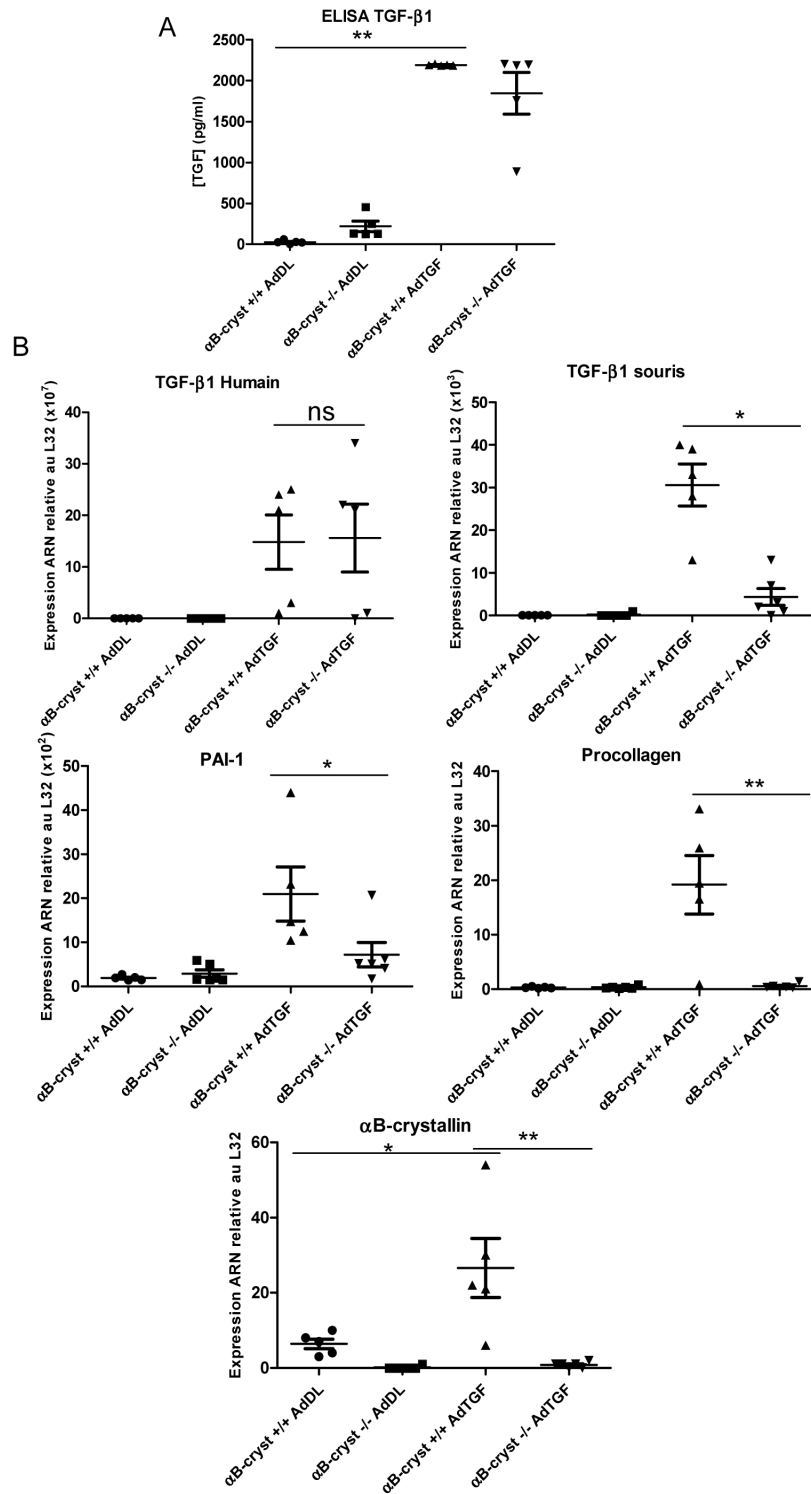 A
ELISA TGF-β1
**
[TGF] (pg/ml)
2500
2000
1500
1000
500
0
αB-cryst +/+ AdDL
αB-cryst -/- AdDL
αB-cryst +/+ AdTGF
αB-cryst -/- AdTGF
B
TGF-β1 Humain
ns
Expression ARN relative au L32 (x10⁷)
40
30
20
10
0
αB-cryst +/+ AdDL
αB-cryst -/- AdDL
αB-cryst +/+ AdTGF
αB-cryst -/- AdTGF
TGF-β1 souris
*
Expression ARN relative au L32 (x10³)
50
40
30
20
10
0
αB-cryst +/+ AdDL
αB-cryst -/- AdDL
αB-cryst +/+ AdTGF
αB-cryst -/- AdTGF
PAI-1
*
Expression ARN relative au L32 (x10²)
50
40
30
20
10
0
αB-cryst +/+ AdDL
αB-cryst -/- AdDL
αB-cryst +/+ AdTGF
αB-cryst -/- AdTGF
Procollagen
**
Expression ARN relative au L32
40
30
20
10
0
αB-cryst +/+ AdDL
αB-cryst -/- AdDL
αB-cryst +/+ AdTGF
αB-cryst -/- AdTGF
αB-crystallin
* **
Expression ARN relative au L32
60
40
20
0
αB-cryst +/+ AdDL
αB-cryst -/- AdDL
αB-cryst +/+ AdTGF
αB-cryst -/- AdTGF